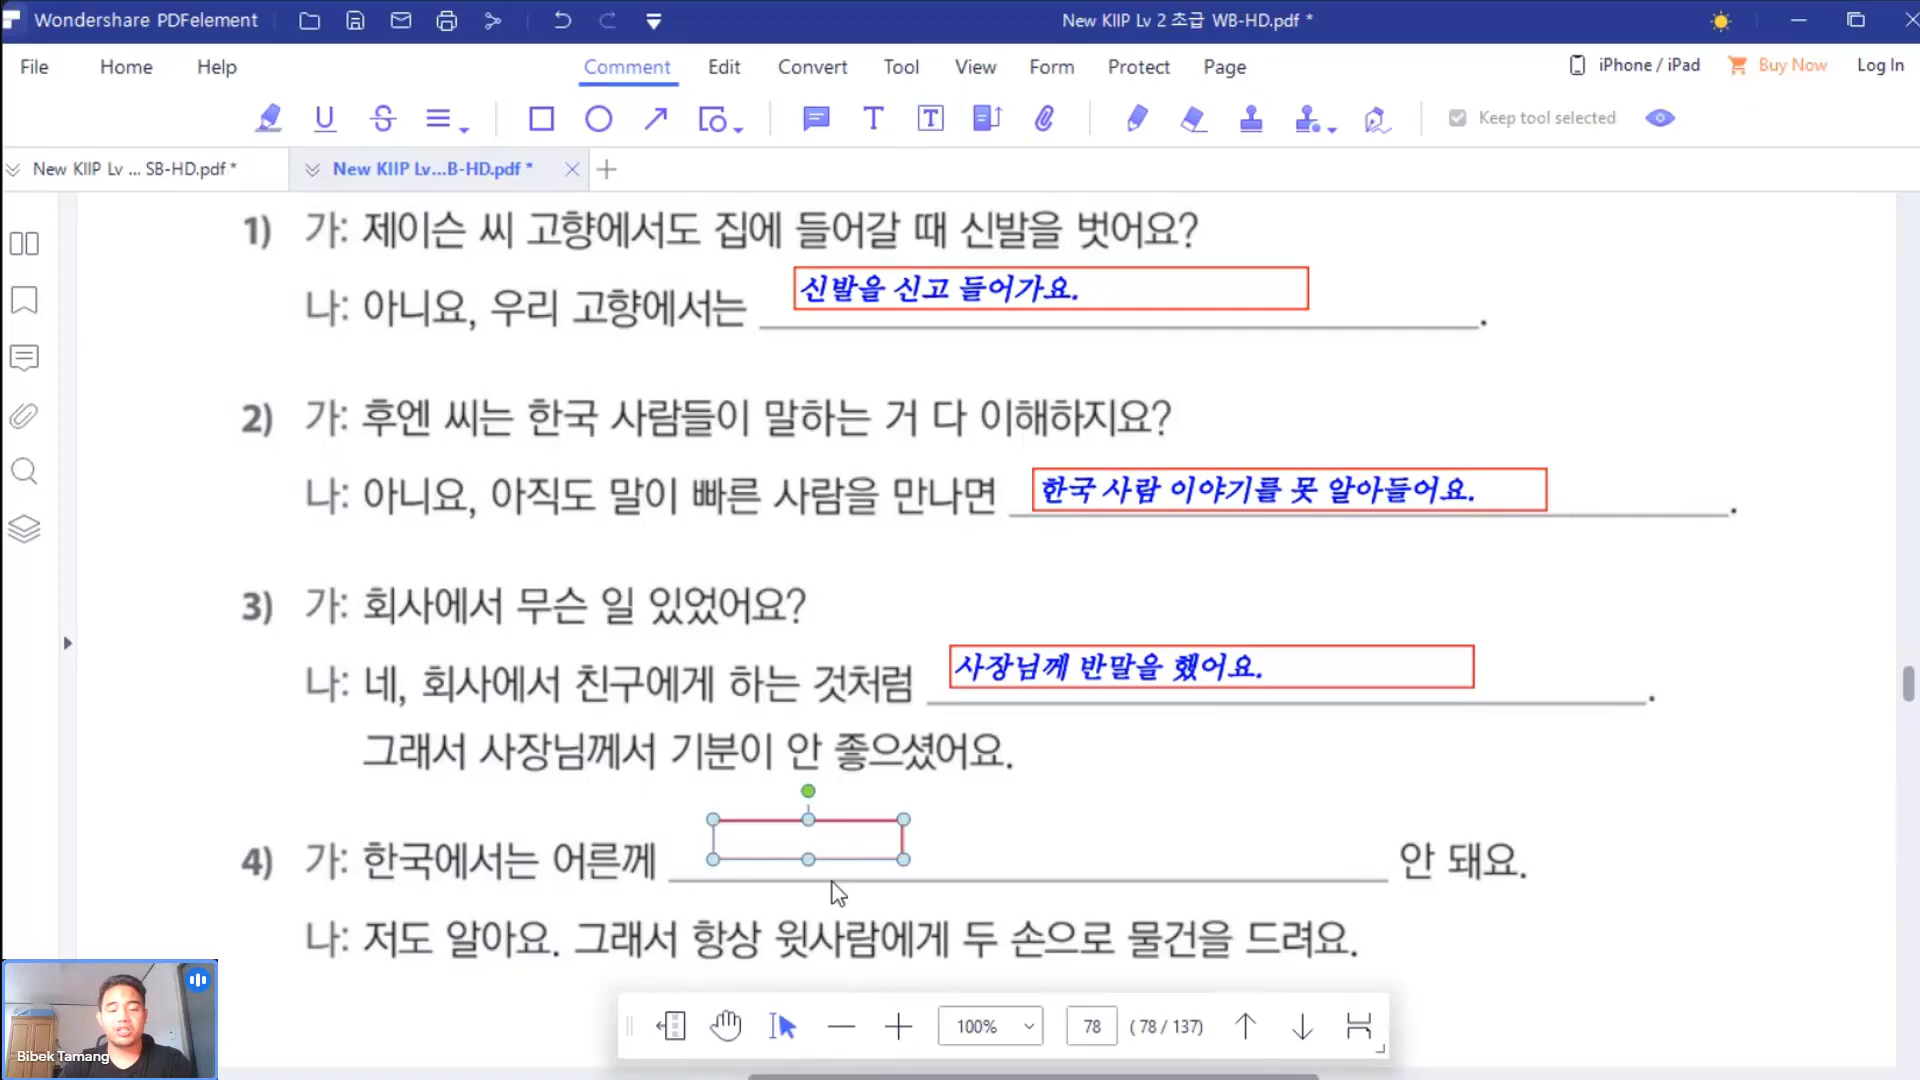 Wondershare PDFelement
New KIIP Lv 2 초급 WB-HD.pdf *
File Home Help Comment Edit Convert Tool View Form Protect Page iPhone / iPad Buy Now Log In
Keep tool selected
New KIIP Lv ... SB-HD.pdf * New KIIP Lv...B-HD.pdf *
1) 가: 제이슨 씨 고향에서도 집에 들어갈 때 신발을 벗어요?
신발을 신고 들어가요.
나: 아니요, 우리 고향에서는 .
2) 가: 후엔 씨는 한국 사람들이 말하는 거 다 이해하지요?
한국 사람 이야기를 못 알아들어요.
나: 아니요, 아직도 말이 빠른 사람을 만나면 .
3) 가: 회사에서 무슨 일 있었어요?
사장님께 반말을 했어요.
나: 네, 회사에서 친구에게 하는 것처럼 .
그래서 사장님께서 기분이 안 좋으셨어요.
4) 가: 한국에서는 어른께 안 돼요.
나: 저도 알아요. 그래서 항상 윗사람에게 두 손으로 물건을 드려요.
100% 78 ( 78 / 137)
Bibek Tamang